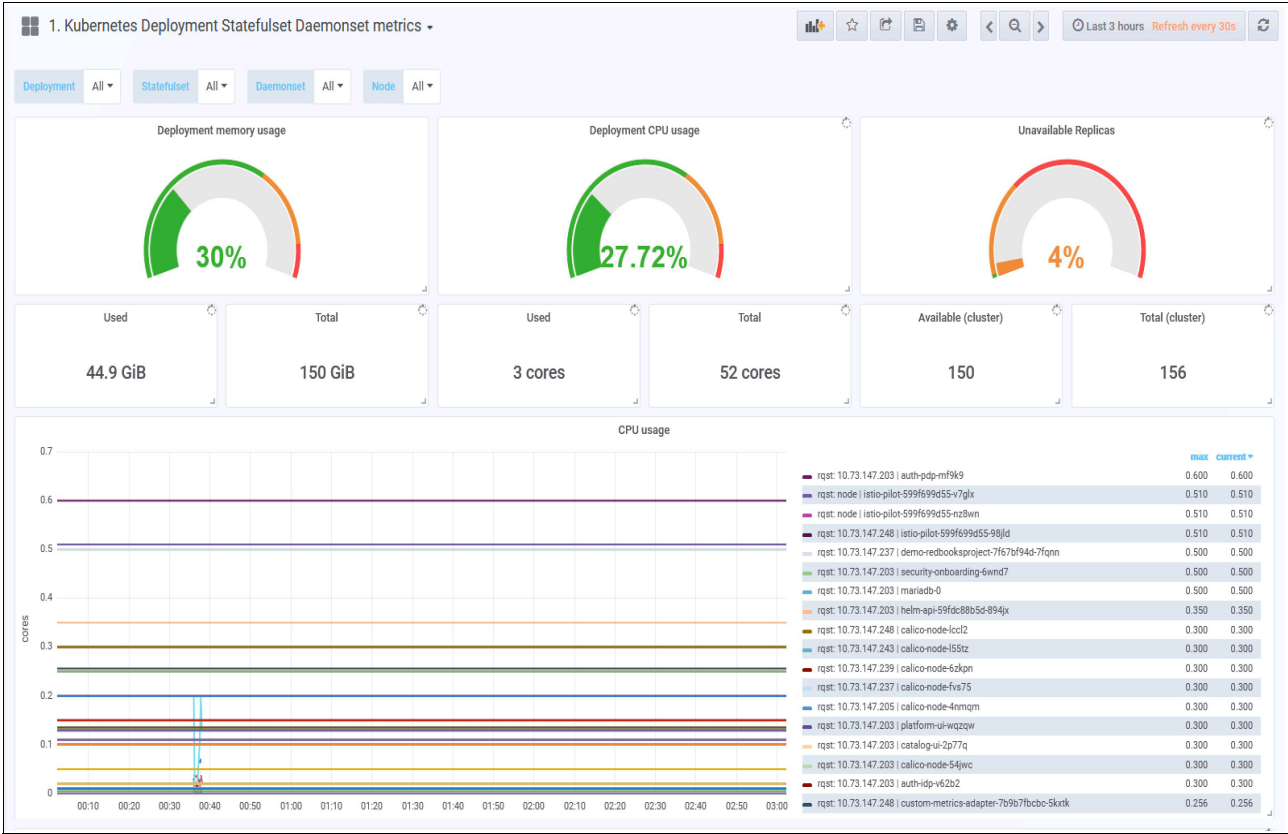 1. Kubernetes Deployment Statefulset Daemonset metrics
Last 3 hours Refresh every 30s
Deployment All Statefulset All Daemonset All Node All
Deployment memory usage
30%
Deployment CPU usage
27.72%
Unavailable Replicas
4%
Used
44.9 GiB
Total
150 GiB
Used
3 cores
Total
52 cores
Available (cluster)
150
Total (cluster)
156
CPU usage
cores
0.7
0.6
0.5
0.4
0.3
0.2
0.1
0
00:10 00:20 00:30 00:40 00:50 01:00 01:10 01:20 01:30 01:40 01:50 02:00 02:10 02:20 02:30 02:40 02:50 03:00
max current
rqst: 10.73.147.203 | auth-pdp-mf9k9 0.600 0.600
rqst: node | istio-pilot-599f699d55-v7glx 0.510 0.510
rqst: node | istio-pilot-599f699d55-nz8wn 0.510 0.510
rqst: 10.73.147.248 | istio-pilot-599f699d55-98jld 0.510 0.510
rqst: 10.73.147.237 | demo-redbooksproject-7f67bf94d-7fqnn 0.500 0.500
rqst: 10.73.147.203 | security-onboarding-6wnd7 0.500 0.500
rqst: 10.73.147.203 | mariadb-0 0.500 0.500
rqst: 10.73.147.203 | helm-api-59fdc88b5d-894jx 0.350 0.350
rqst: 10.73.147.248 | calico-node-lccl2 0.300 0.300
rqst: 10.73.147.243 | calico-node-l55tz 0.300 0.300
rqst: 10.73.147.239 | calico-node-6zkpn 0.300 0.300
rqst: 10.73.147.237 | calico-node-fvs75 0.300 0.300
rqst: 10.73.147.205 | calico-node-4nmqm 0.300 0.300
rqst: 10.73.147.203 | platform-ui-wqzqw 0.300 0.300
rqst: 10.73.147.203 | catalog-ui-2p77q 0.300 0.300
rqst: 10.73.147.203 | calico-node-54jwc 0.300 0.300
rqst: 10.73.147.203 | auth-idp-v62b2 0.300 0.300
rqst: 10.73.147.248 | custom-metrics-adapter-7b9b7fbcbc-5kxtk 0.256 0.256